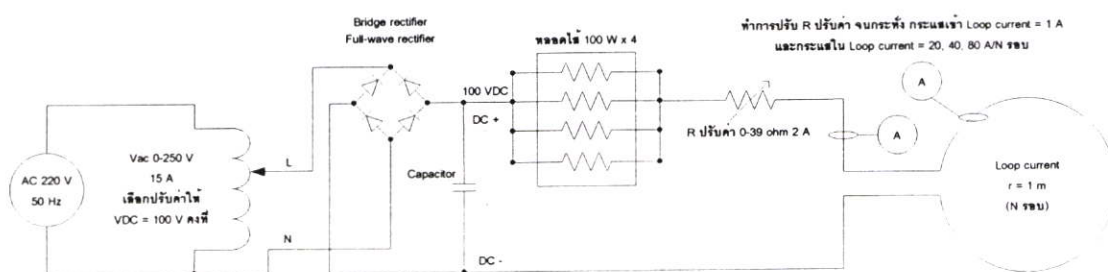 Bridge rectifier
Full-wave rectifier
หลอดไส้ 100 W x 4
ทำการปรับ R ปรับค่า จนกระทั่ง กระแสเข้า Loop current = 1 A
และกระแสใน Loop current = 20, 40, 80 A/N รอบ
A
100 VDC
DC +
R ปรับค่า 0-39 ohm 2 A
A
Vac 0-250 V
15 A
เลือกปรับค่าให้
VDC = 100 V คงที่
L
Capacitor
AC 220 V
50 Hz
Loop current
r = 1 m
(N รอบ)
N
DC -